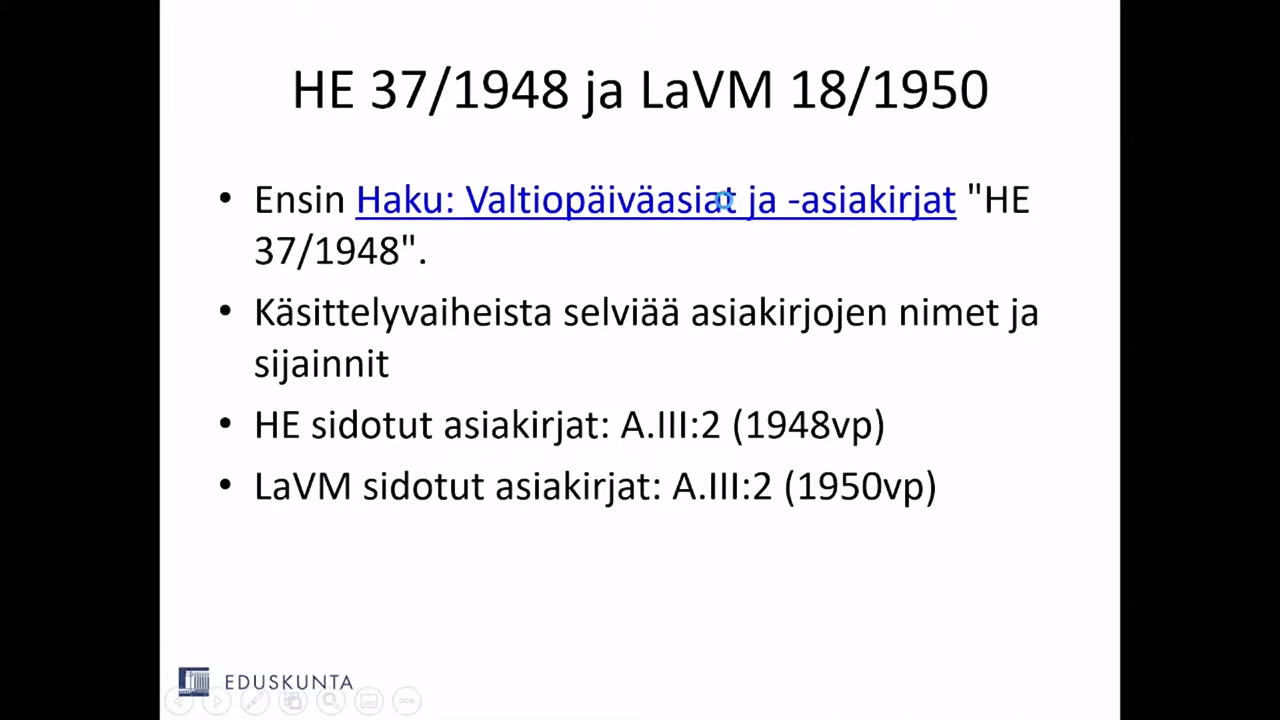 HE 37/1948 ja LaVM 18/1950
• Ensin Haku: Valtiopäiväasiat ja -asiakirjat "HE
37/1948".
• Käsittelyvaiheista selviää asiakirjojen nimet ja
sijainnit
• HE sidotut asiakirjat: A.III:2 (1948vp)
• LaVM sidotut asiakirjat: A.III:2 (1950vp)
EDUSKUNTA